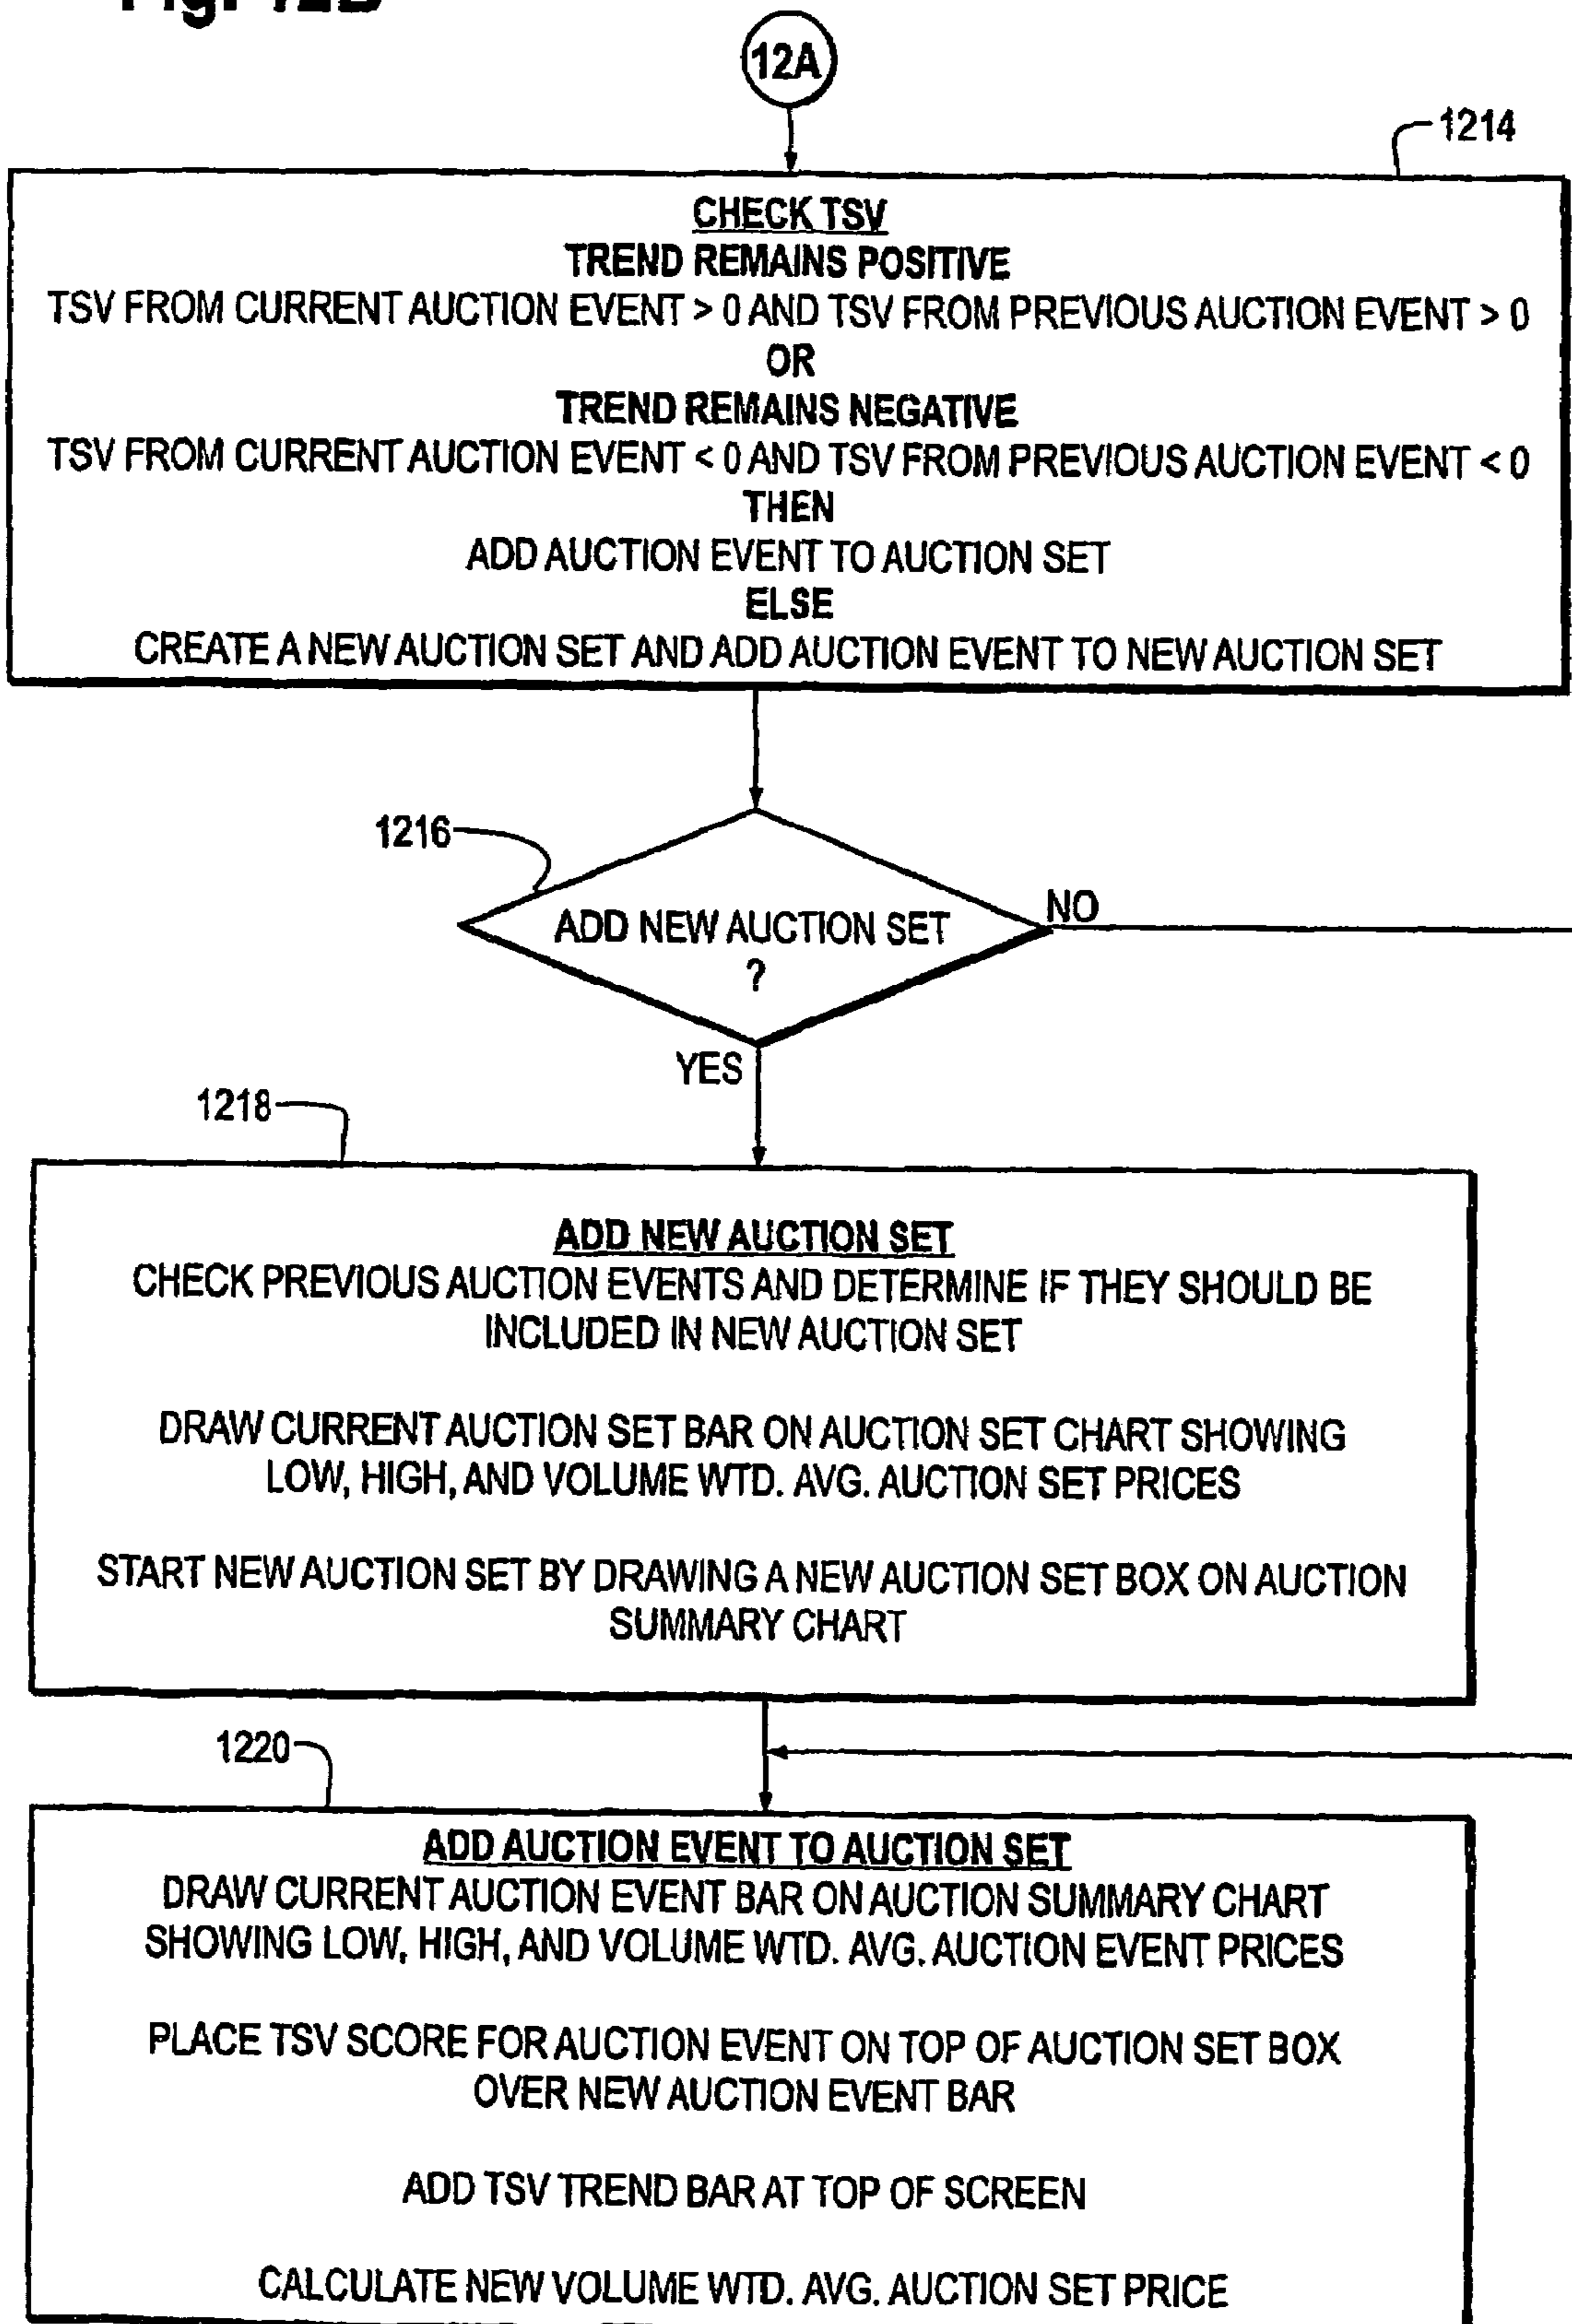 Fig. 12B
12A
1214
CHECK TSV
TREND REMAINS POSITIVE
TSV FROM CURRENT AUCTION EVENT > 0 AND TSV FROM PREVIOUS AUCTION EVENT > 0
OR
TREND REMAINS NEGATIVE
TSV FROM CURRENT AUCTION EVENT < 0 AND TSV FROM PREVIOUS AUCTION EVENT < 0
THEN
ADD AUCTION EVENT TO AUCTION SET
ELSE
CREATE A NEW AUCTION SET AND ADD AUCTION EVENT TO NEW AUCTION SET
1216
NO
ADD NEW AUCTION SET
?
YES
1218
ADD NEW AUCTION SET
CHECK PREVIOUS AUCTION EVENTS AND DETERMINE IF THEY SHOULD BE
INCLUDED IN NEW AUCTION SET
DRAW CURRENT AUCTION SET BAR ON AUCTION SET CHART SHOWING
LOW, HIGH, AND VOLUME WTD. AVG. AUCTION SET PRICES
START NEW AUCTION SET BY DRAWING A NEW AUCTION SET BOX ON AUCTION
SUMMARY CHART
1220
ADD AUCTION EVENT TO AUCTION SET
DRAW CURRENT AUCTION EVENT BAR ON AUCTION SUMMARY CHART
SHOWING LOW, HIGH, AND VOLUME WTD. AVG. AUCTION EVENT PRICES
PLACE TSV SCORE FOR AUCTION EVENT ON TOP OF AUCTION SET BOX
OVER NEW AUCTION EVENT BAR
ADD TSV TREND BAR AT TOP OF SCREEN
CALCULATE NEW VOLUME WTD. AVG. AUCTION SET PRICE